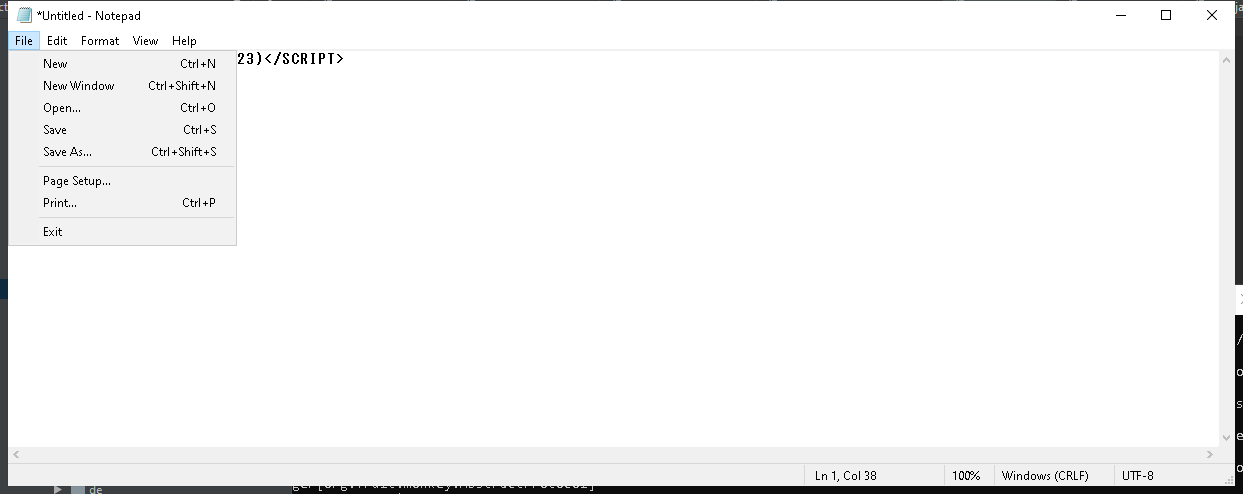 *Untitled - Notepad
File Edit Format View Help
23)</SCRIPT>
New Ctrl+N
New Window Ctrl+Shift+N
Open... Ctrl+O
Save Ctrl+S
Save As... Ctrl+Shift+S
Page Setup...
Print... Ctrl+P
Exit
Ln 1, Col 38 100% Windows (CRLF) UTF-8
de